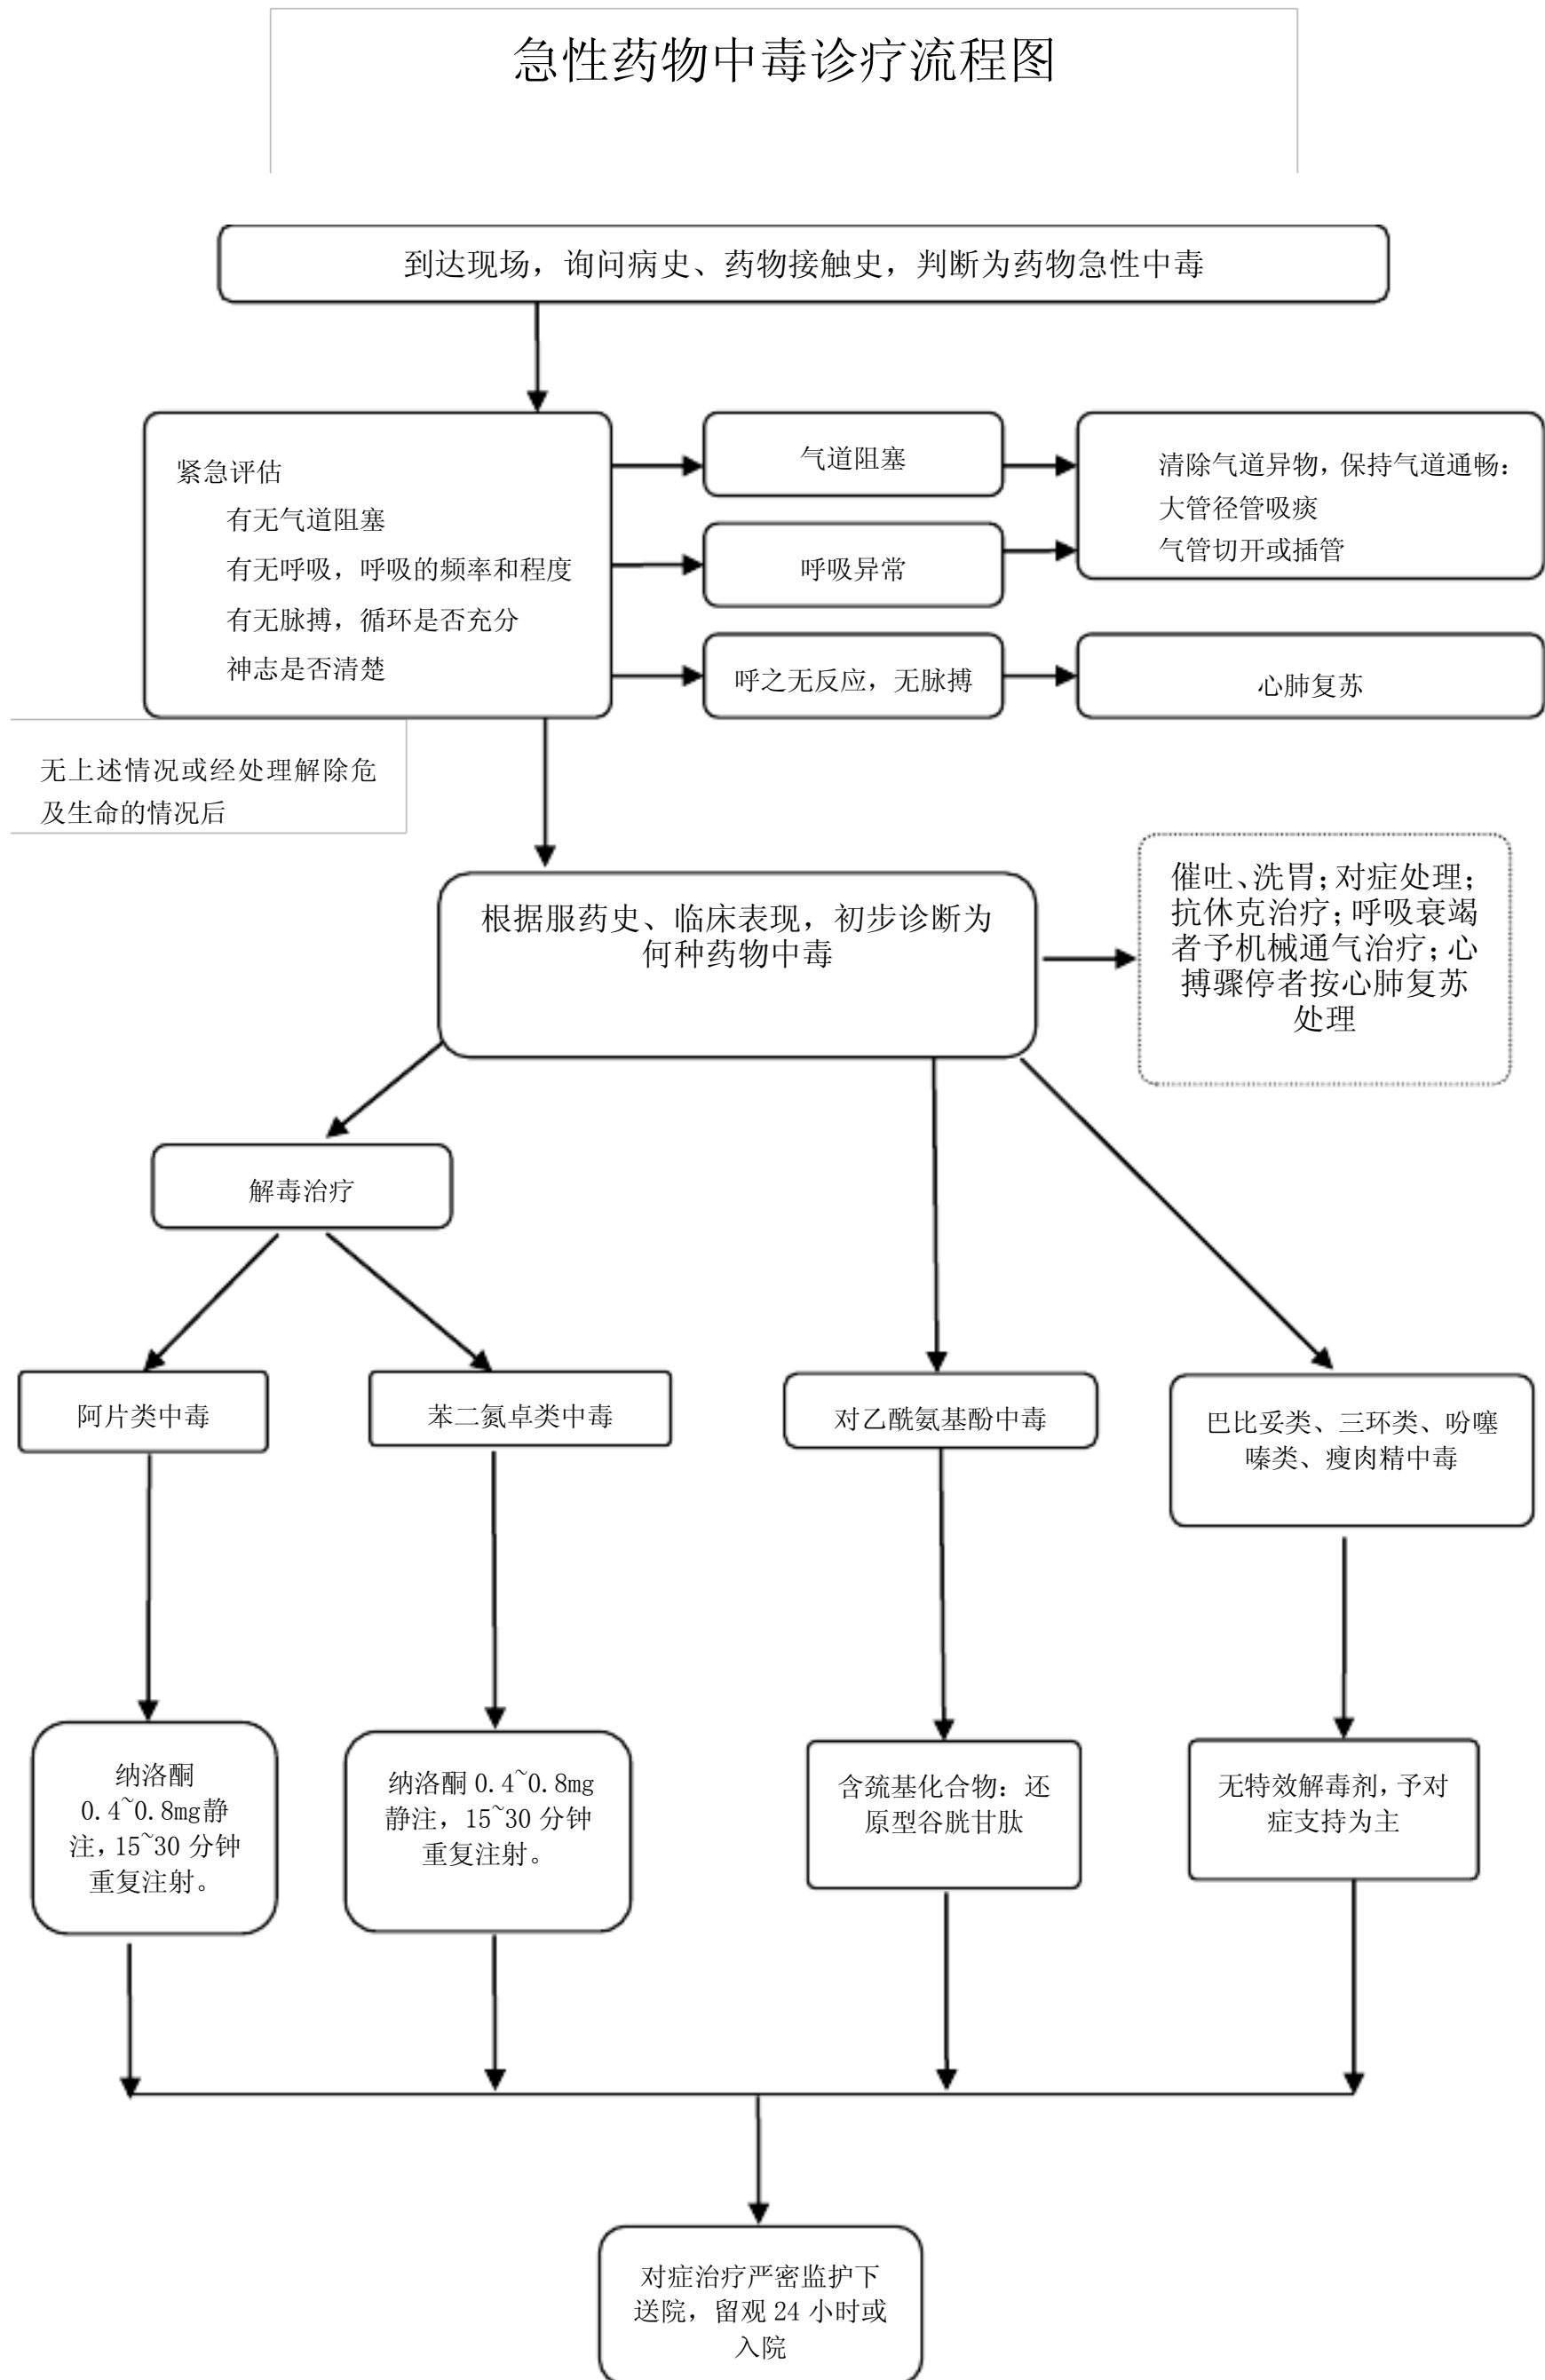 急性药物中毒诊疗流程图
到达现场，询问病史、药物接触史，判断为药物急性中毒
紧急评估
有无气道阻塞
有无呼吸，呼吸的频率和程度
有无脉搏，循环是否充分
神志是否清楚
气道阻塞
呼吸异常
呼之无反应，无脉搏
清除气道异物，保持气道通畅：
大管径管吸痰
气管切开或插管
心肺复苏
无上述情况或经处理解除危
及生命的情况后
根据服药史、临床表现，初步诊断为
何种药物中毒
催吐、洗胃；对症处理；
抗休克治疗；呼吸衰竭
者予机械通气治疗；心
搏骤停者按心肺复苏
处理
解毒治疗
阿片类中毒
苯二氮卓类中毒
对乙酰氨基酚中毒
巴比妥类、三环类、吩噻
嗪类、瘦肉精中毒
纳洛酮
0.4~0.8mg静
注，15~30 分钟
重复注射。
纳洛酮 0.4~0.8mg
静注，15~30 分钟
重复注射。
含巯基化合物：还
原型谷胱甘肽
无特效解毒剂，予对
症支持为主
对症治疗严密监护下
送院，留观 24 小时或
入院